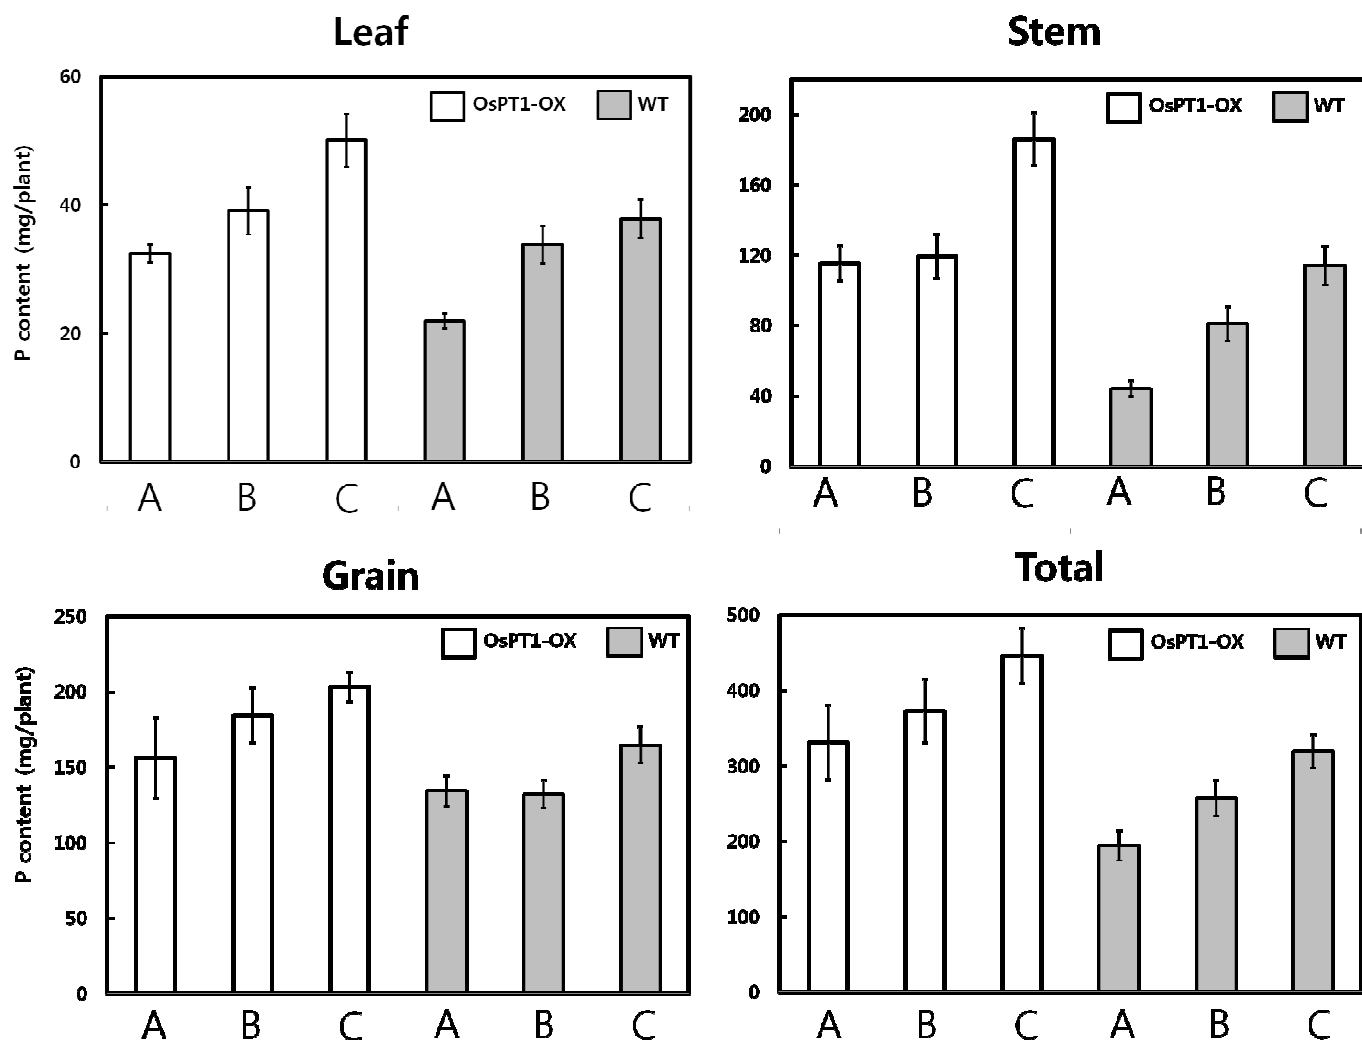 Leaf
P content (mg/plant)
60
40
20
0
OsPT1-OX WT
A B C A B C
Stem
200
160
120
80
40
0
OsPT1-OX WT
A B C A B C
Grain
P content (mg/plant)
250
200
150
100
50
0
OsPT1-OX WT
A B C A B C
Total
500
400
300
200
100
0
OsPT1-OX WT
A B C A B C